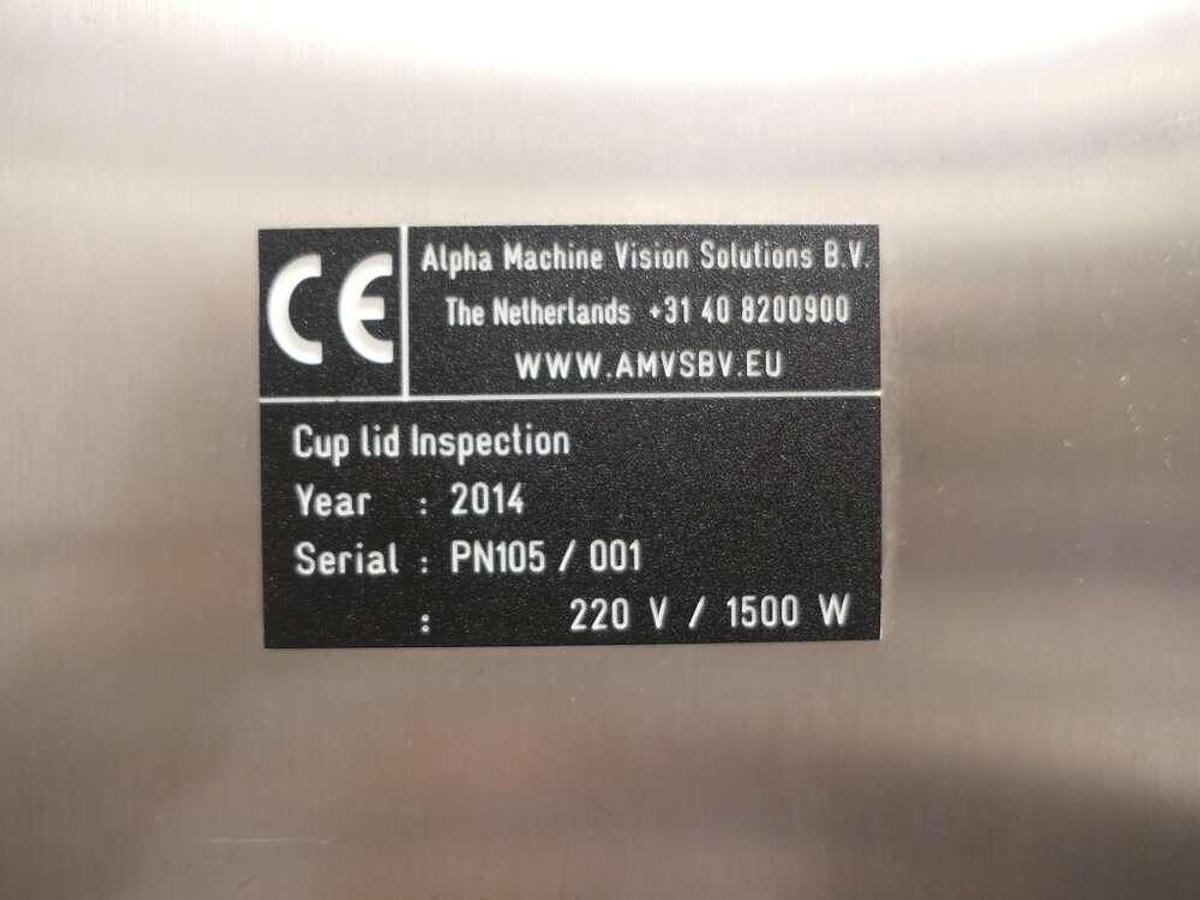 CE
Alpha Machine Vision Solutions B.V.
The Netherlands +31 40 8200900
WWW.AMVSBV.EU
Cup lid Inspection
Year : 2014
Serial : PN105 / 001
: 220 V / 1500 W